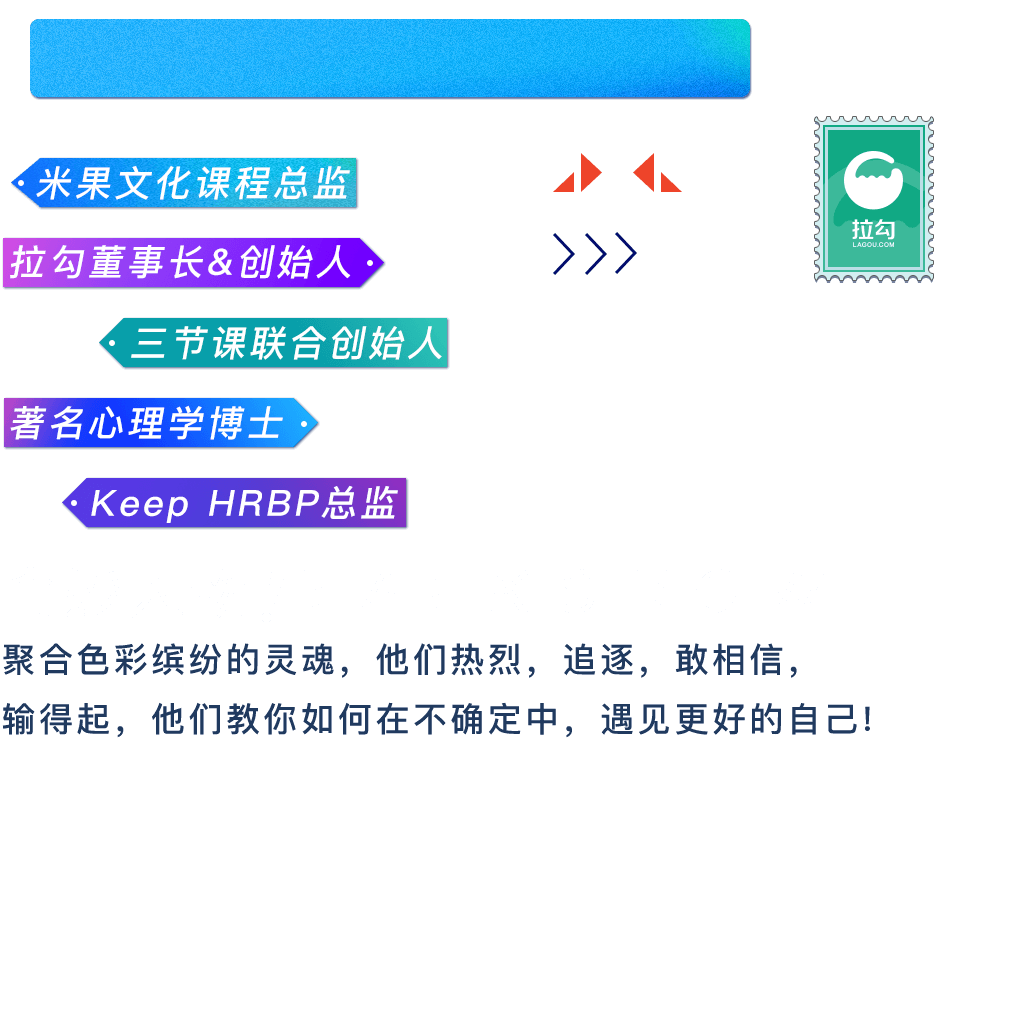 米果文化课程总监
拉勾
LAGOU.COM
拉勾董事长&创始人
三节课联合创始人
著名心理学博士
Keep HRBP总监
聚合色彩缤纷的灵魂，他们热烈，追逐，敢相信，
输得起，他们教你如何在不确定中，遇见更好的自己!